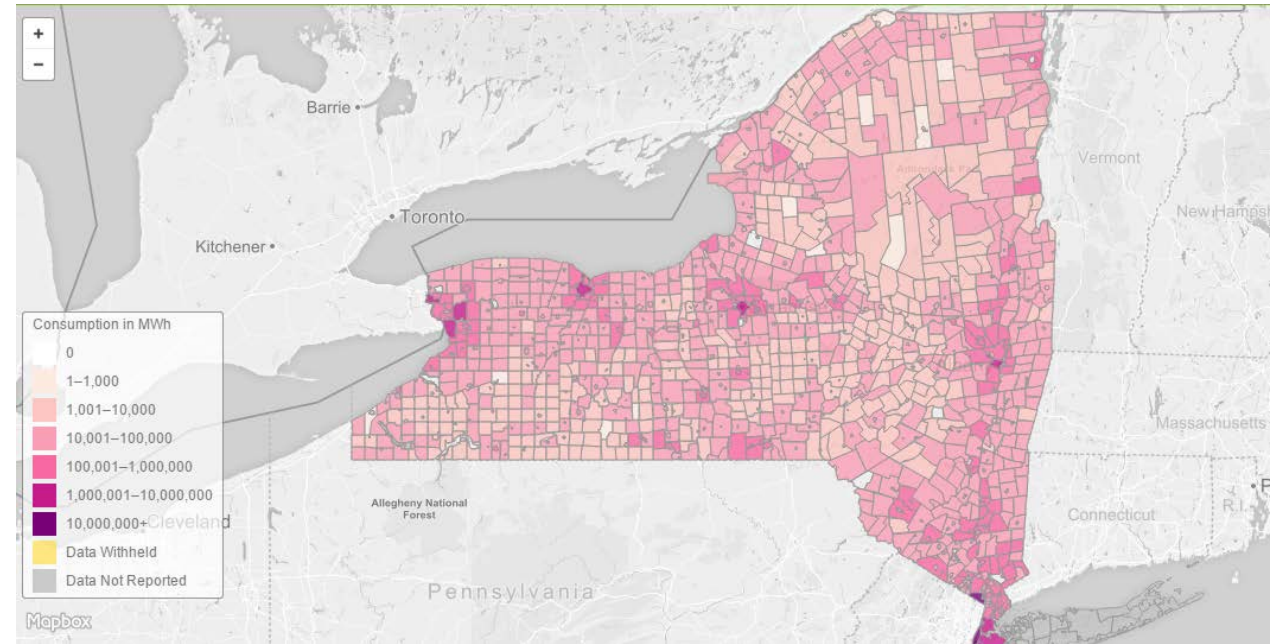 +
−
Barrie
Toronto
Kitchener
Vermont
New Hampsh
Consumption in MWh
0
1–1,000
1,001–10,000
10,001–100,000
100,001–1,000,000
1,000,001–10,000,000
10,000,000+
Cleveland
Data Withheld
Data Not Reported
Allegheny National
Forest
Massachusetts
P
Connecticut
R.I.
Pennsylvania
Mapbox